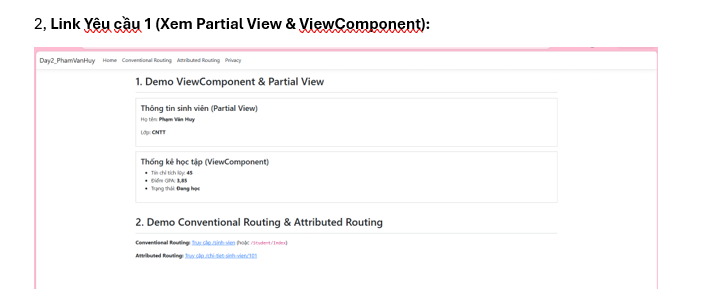 2, Link Yêu cầu 1 (Xem Partial View & ViewComponent):
Day2_PhamVanHuy Home Conventional Routing Attributed Routing Privacy
1. Demo ViewComponent & Partial View
Thông tin sinh viên (Partial View)
Họ tên: Phạm Văn Huy
Lớp: CNTT
Thống kê học tập (ViewComponent)
Tín chỉ tích lũy: 45
Điểm GPA: 3.85
Trạng thái: Đang học
2. Demo Conventional Routing & Attributed Routing
Conventional Routing: Truy cập /sinh-vien (hoặc /Student/Index)
Attributed Routing: Truy cập /chi-tiet-sinh-vien/101